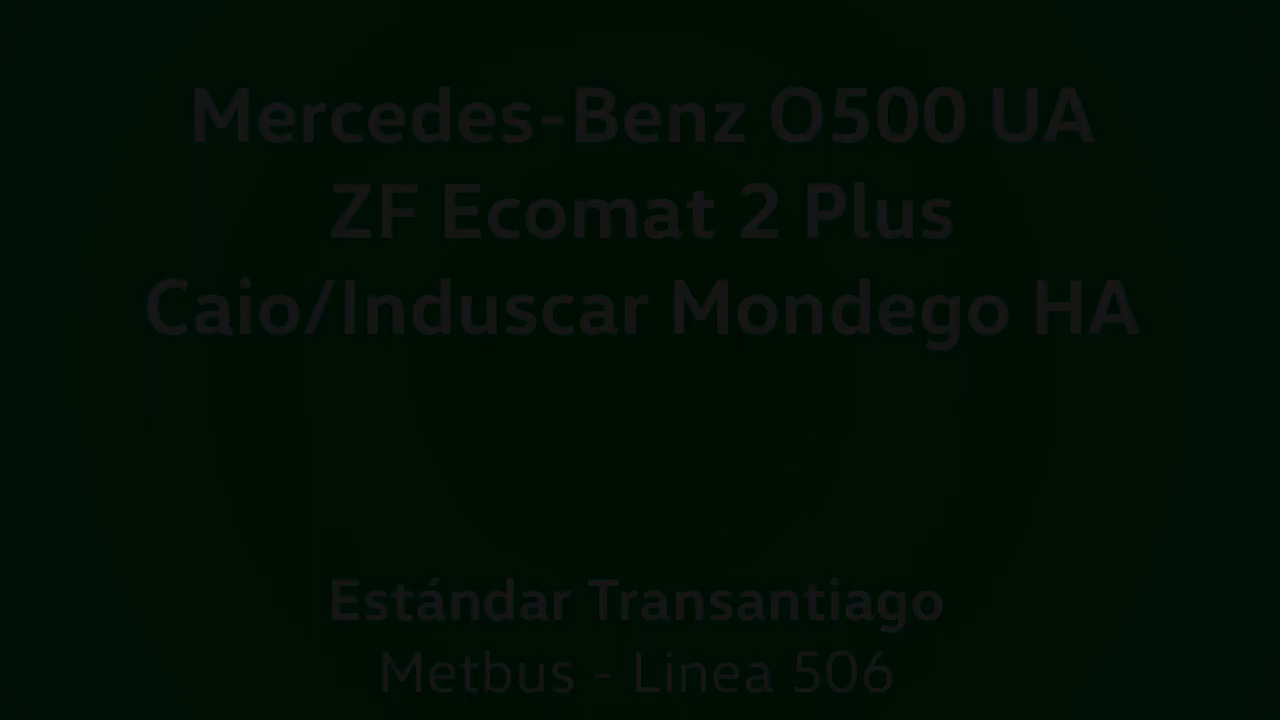 Mercedes-Benz O500 UA
ZF Ecomat 2 Plus
Caio/Induscar Mondego HA
Estándar Transantiago
Metbus - Linea 506